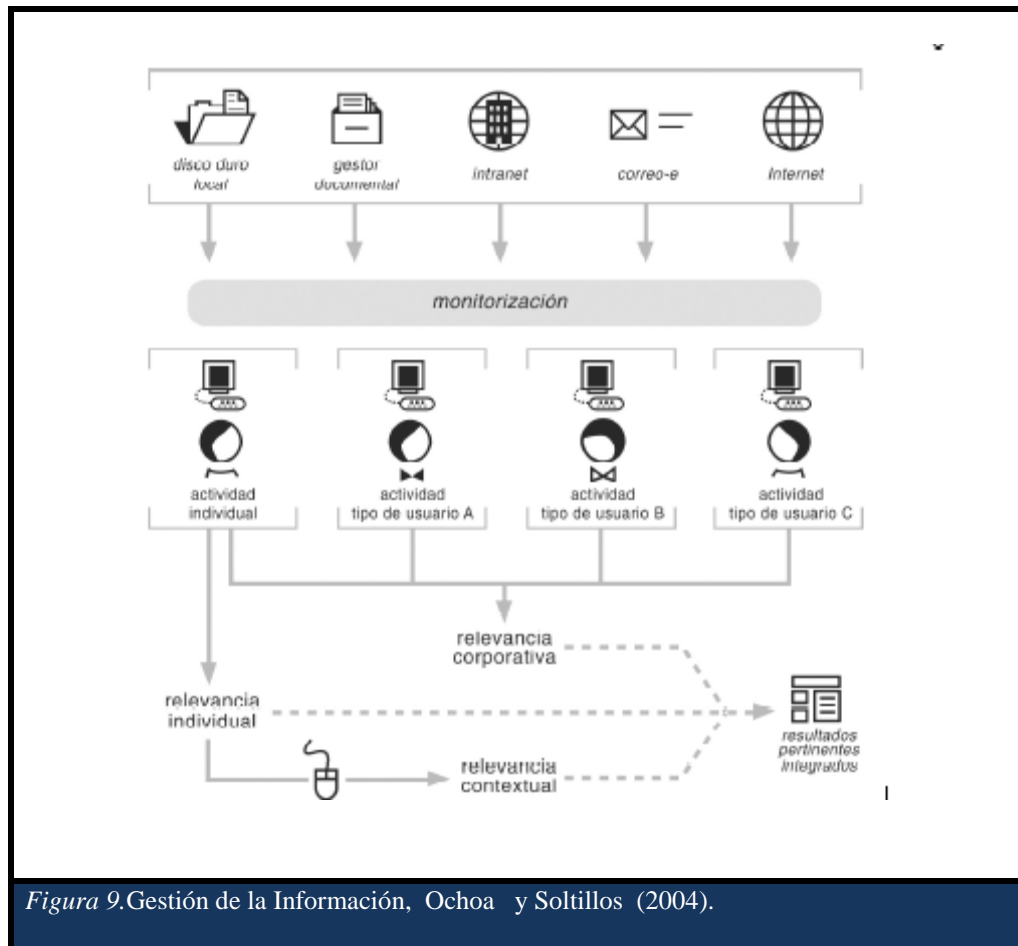 disco duro
local
gestor
documental
intranet
correo-e
Internet
monitorización
actividad
individual
actividad
tipo de usuario A
actividad
tipo de usuario B
actividad
tipo de usuario C
relevancia
corporativa
relevancia
individual
relevancia
contextual
resultados
pertinentes
integrados
Figura 9.Gestión de la Información, Ochoa y Soltillos (2004).